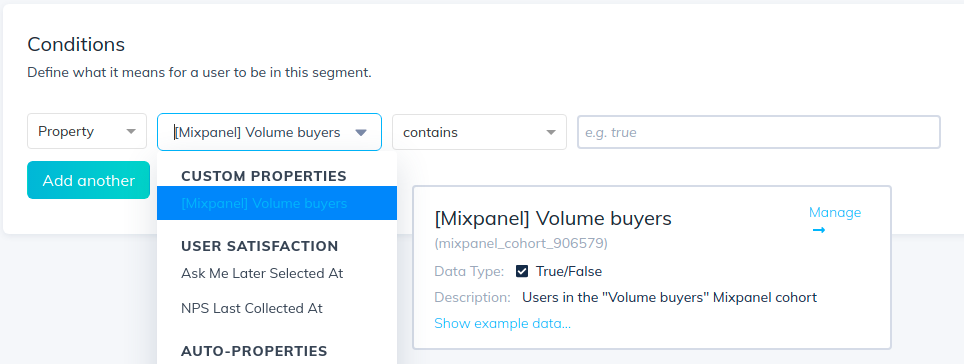 Conditions
Define what it means for a user to be in this segment.
Property
[Mixpanel] Volume buyers
contains
e.g. true
Add another
CUSTOM PROPERTIES
[Mixpanel] Volume buyers
USER SATISFACTION
Ask Me Later Selected At
NPS Last Collected At
AUTO-PROPERTIES
[Mixpanel] Volume buyers
Manage →
(mixpanel_cohort_906579)
Data Type: True/False
Description: Users in the "Volume buyers" Mixpanel cohort
Show example data...